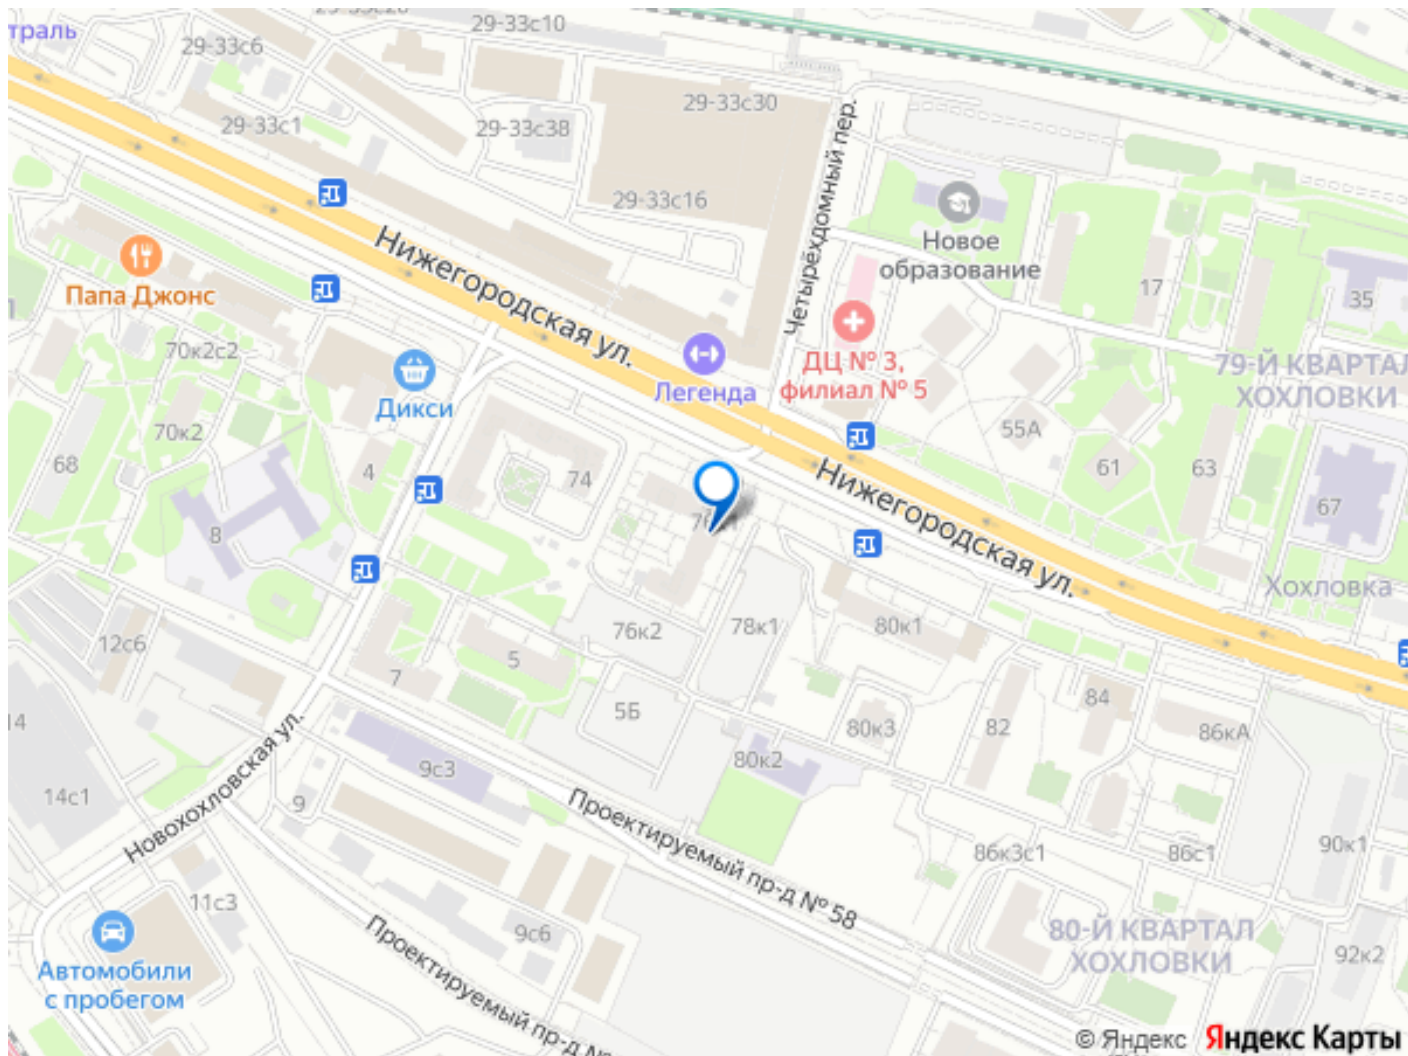 29-33с10
траль
29-33с6
29-33с30
29-33с1
29-33с38
Четырёхдомный пер.
29-33с16
Новое
образование
Нижегородская ул.
Папа Джонс
17
35
70к2с2
Легенда
ДЦ № 3,
филиал № 5
79-Й КВАРТАЛ
ХОХЛОВКИ
Дикси
70к2
55А
68
4
74
61
63
67
Нижегородская ул.
8
Хохловка
12с6
76к2
78к1
80к1
5
7
5Б
84
14
80к3
82
86кА
9с3
80к2
14с1
9
Новохохловская ул.
Проектируемый пр-д № 58
86к3с1
86с1
90к1
11с3
9с6
80-Й КВАРТАЛ
ХОХЛОВКИ
92к2
Автомобили
с пробегом
Проектируемый пр-д
© Яндекс Яндекс Карты